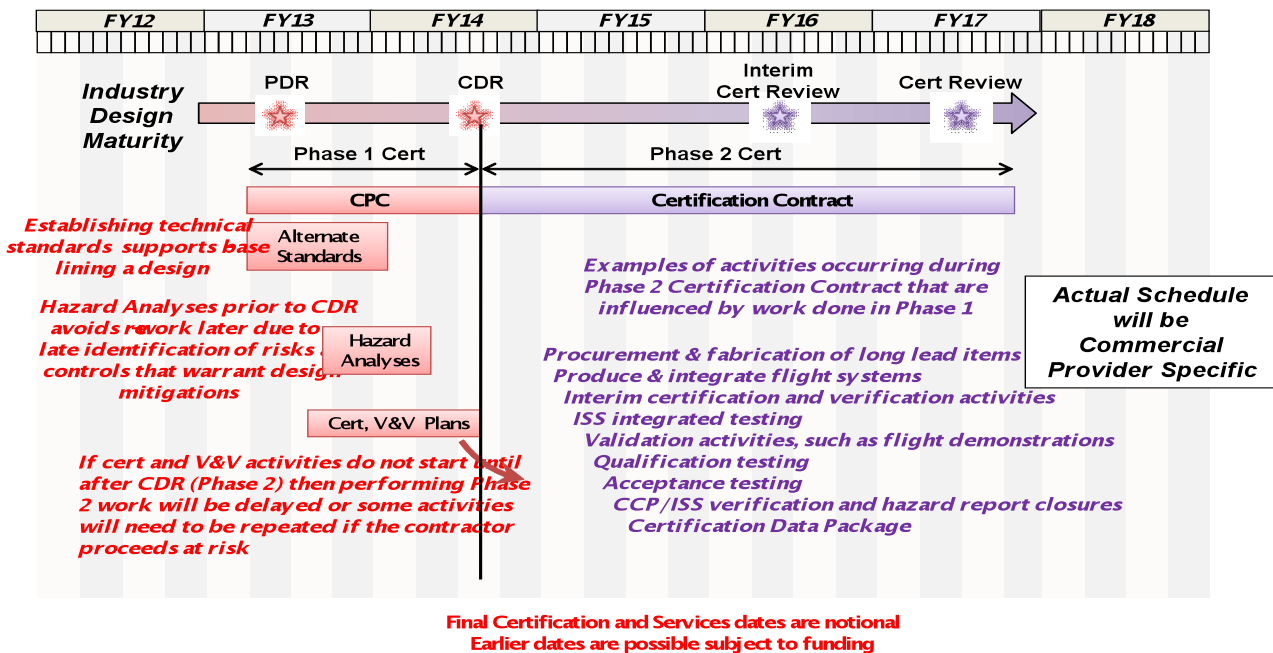 FY12 FY13 FY14 FY15 FY16 FY17 FY18
Industry
Design
Maturity
PDR
CDR
Interim
Cert Review
Cert Review
Phase 1 Cert
Phase 2 Cert
CPC
Certification Contract
Establishing technical
standards supports base
lining a design
Alternate
Standards
Hazard Analyses prior to CDR
avoids re-work later due to
late identification of risks
controls that warrant design
mitigations
Hazard
Analyses
Cert, V&V Plans
If cert and V&V activities do not start until
after CDR (Phase 2) then performing Phase
2 work will be delayed or some activities
will need to be repeated if the contractor
proceeds at risk
Examples of activities occurring during
Phase 2 Certification Contract that are
influenced by work done in Phase 1
Procurement & fabrication of long lead items
Produce & integrate flight systems
Interim certification and verification activities
ISS integrated testing
Validation activities, such as flight demonstrations
Qualification testing
Acceptance testing
CCP/ISS verification and hazard report closures
Certification Data Package
Actual Schedule
will be
Commercial
Provider Specific
Final Certification and Services dates are notional
Earlier dates are possible subject to funding